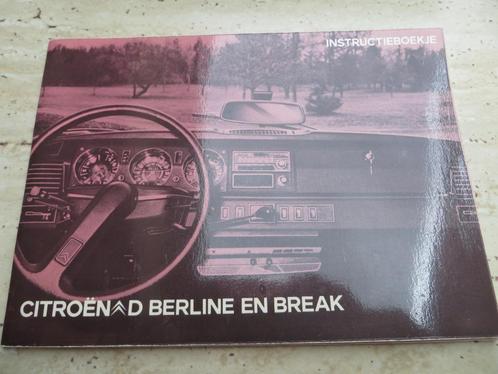 INSTRUCTIEBOEKJE
CITROËN D BERLINE EN BREAK